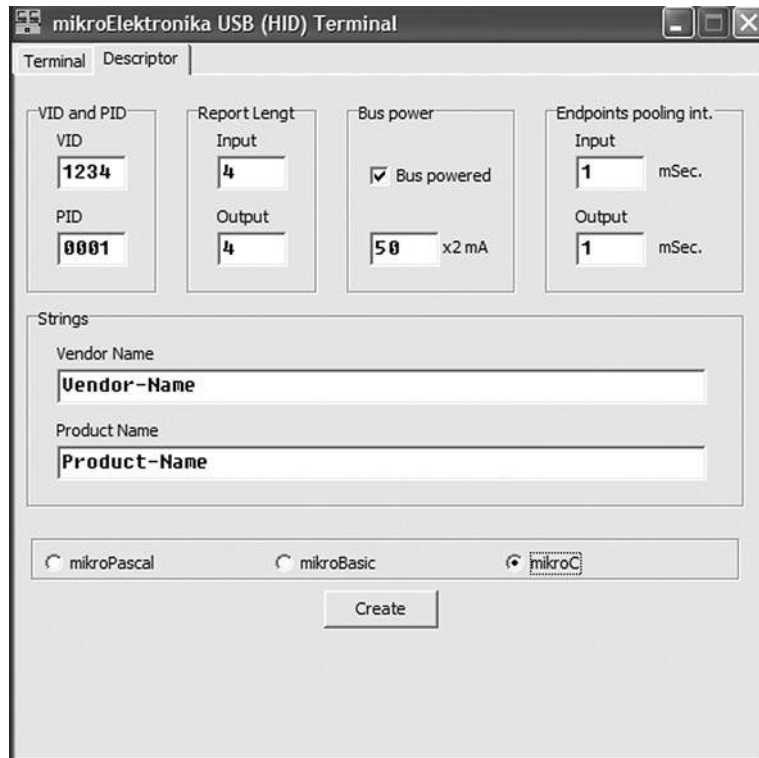 mikroElektronika USB (HID) Terminal
Terminal Descriptor
VID and PID Report Lengt Bus power Endpoints pooling int.
VID Input Input
1234 4 Bus powered 1 mSec.
PID Output Output
0001 4 50 x2 mA 1 mSec.
Strings
Vendor Name
Vendor-Name
Product Name
Product-Name
mikroPascal mikroBasic mikroC
Create